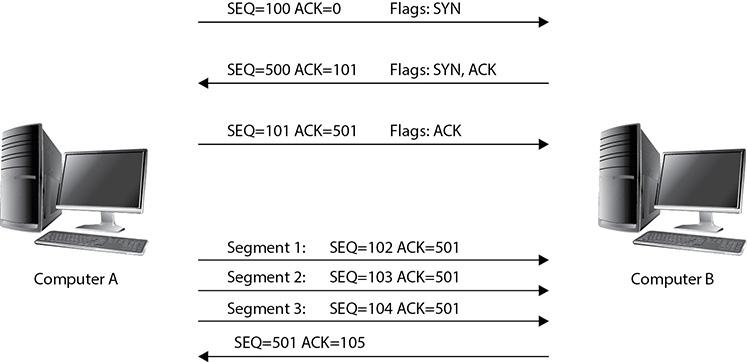 SEQ=100 ACK=0 Flags: SYN
SEQ=500 ACK=101 Flags: SYN, ACK
SEQ=101 ACK=501 Flags: ACK
Segment 1: SEQ=102 ACK=501
Segment 2: SEQ=103 ACK=501
Segment 3: SEQ=104 ACK=501
SEQ=501 ACK=105
Computer A
Computer B